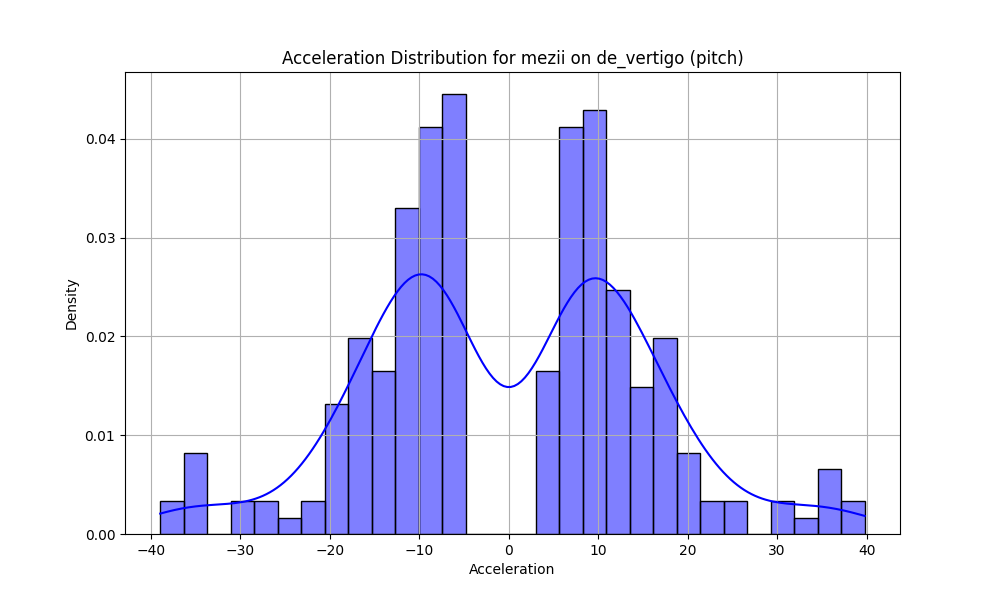 Acceleration Distribution for mezii on de_vertigo (pitch)
Density
0.04
0.03
0.02
0.01
0.00
−40 −30 −20 −10 0 10 20 30 40
Acceleration